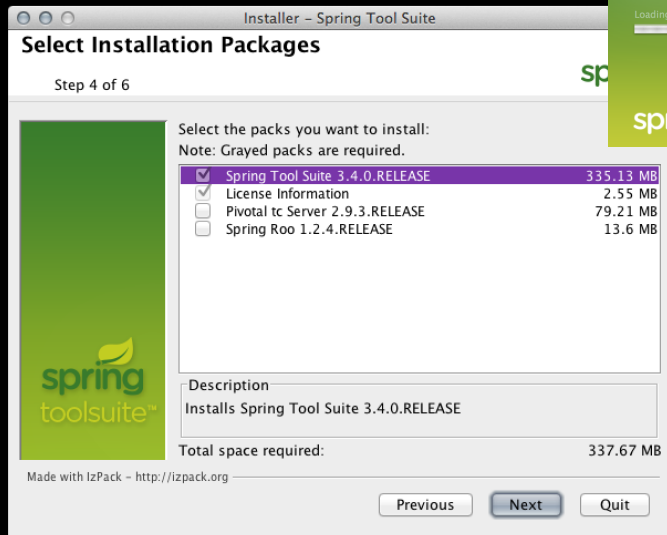 Installer – Spring Tool Suite
Loading
Select Installation Packages
Step 4 of 6
Select the packs you want to install:
Note: Grayed packs are required.
Spring Tool Suite 3.4.0.RELEASE 335.13 MB
License Information 2.55 MB
Pivotal tc Server 2.9.3.RELEASE 79.21 MB
Spring Roo 1.2.4.RELEASE 13.6 MB
spring
toolsuite™
Description
Installs Spring Tool Suite 3.4.0.RELEASE
Total space required: 337.67 MB
Made with IzPack – http://izpack.org
Previous Next Quit